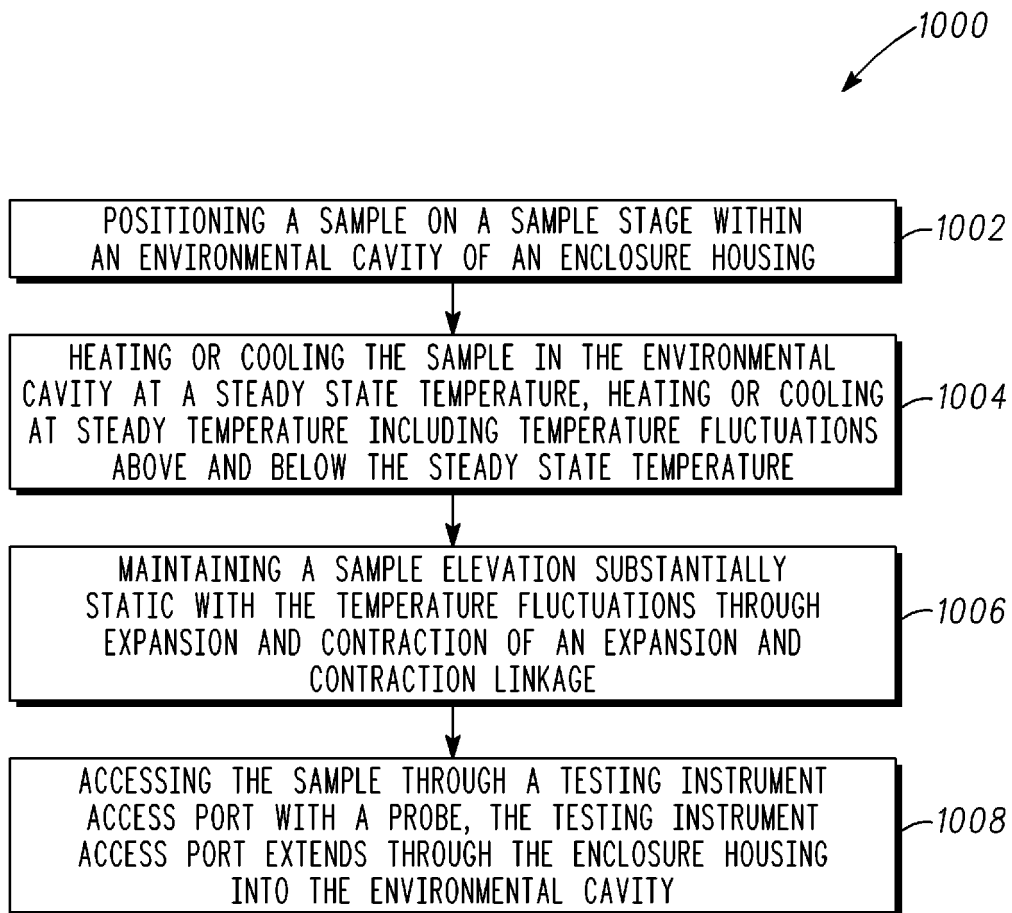 1000
POSITIONING A SAMPLE ON A SAMPLE STAGE WITHIN
AN ENVIRONMENTAL CAVITY OF AN ENCLOSURE HOUSING
1002
HEATING OR COOLING THE SAMPLE IN THE ENVIRONMENTAL
CAVITY AT A STEADY STATE TEMPERATURE, HEATING OR COOLING
AT STEADY TEMPERATURE INCLUDING TEMPERATURE FLUCTUATIONS
ABOVE AND BELOW THE STEADY STATE TEMPERATURE
1004
MAINTAINING A SAMPLE ELEVATION SUBSTANTIALLY
STATIC WITH THE TEMPERATURE FLUCTUATIONS THROUGH
EXPANSION AND CONTRACTION OF AN EXPANSION AND
CONTRACTION LINKAGE
1006
ACCESSING THE SAMPLE THROUGH A TESTING INSTRUMENT
ACCESS PORT WITH A PROBE, THE TESTING INSTRUMENT
ACCESS PORT EXTENDS THROUGH THE ENCLOSURE HOUSING
INTO THE ENVIRONMENTAL CAVITY
1008